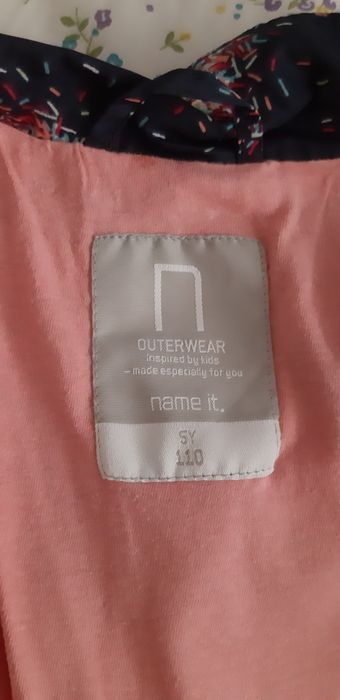 n
OUTERWEAR
inspired by kids
– made especially for you
name it.
5Y
110